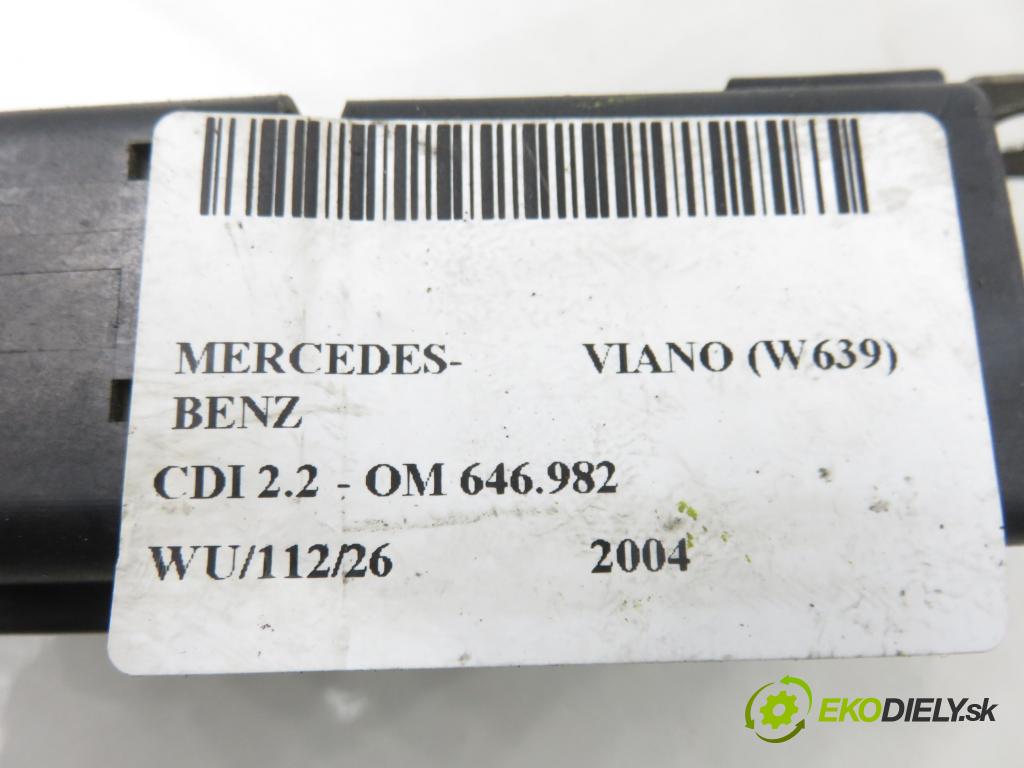 MERCEDES- VIANO (W639)
BENZ
CDI 2.2 - OM 646.982
WU/112/26 2004
EKODIELY.sk